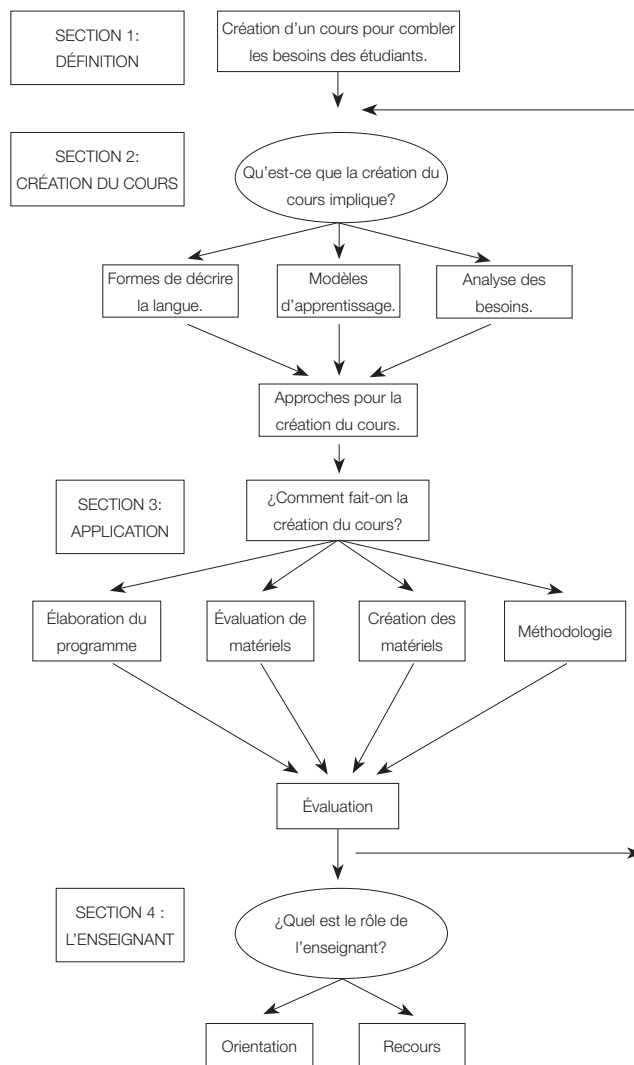 SECTION 1:
DÉFINITION
Création d'un cours pour combler
les besoins des étudiants.
SECTION 2:
CRÉATION DU COURS
Qu'est-ce que la création du
cours implique?
Formes de décrire
la langue.
Modèles
d'apprentissage.
Analyse des
besoins.
Approches pour la
création du cours.
SECTION 3:
APPLICATION
¿Comment fait-on la
création du cours?
Élaboration du
programme
Évaluation de
matériels
Création des
matériels
Méthodologie
Évaluation
SECTION 4 :
L'ENSEIGNANT
¿Quel est le rôle de
l'enseignant?
Orientation
Recours